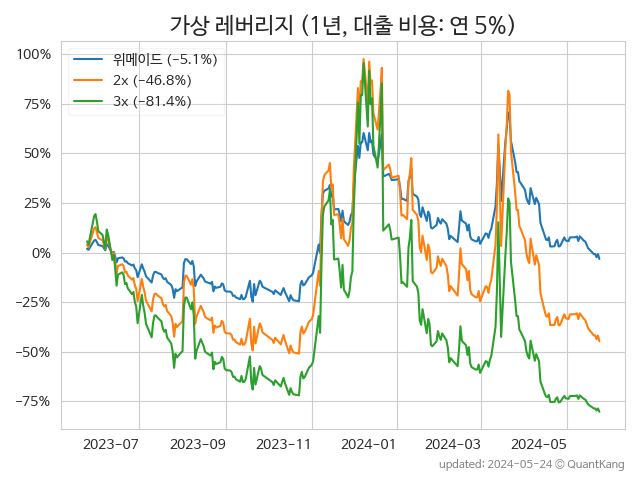 가상 레버리지 (1년, 대출 비용: 연 5%)
위메이드 (−5.1%)
2x (−46.8%)
3x (−81.4%)
100%
75%
50%
25%
0%
−25%
−50%
−75%
2023-07
2023-09
2023-11
2024-01
2024-03
2024-05
updated: 2024-05-24 © QuantKang